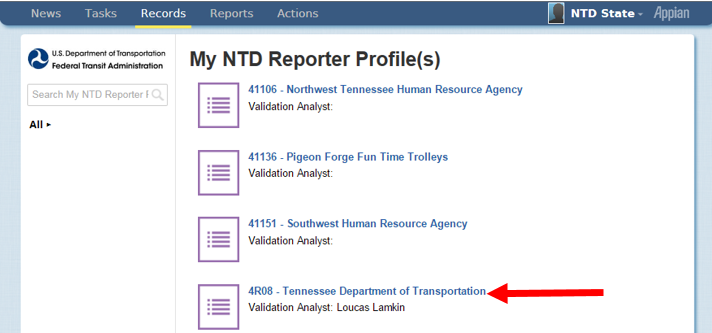 News Tasks Records Reports Actions NTD State Appian
U.S. Department of Transportation
Federal Transit Administration
Search My NTD Reporter F
All
My NTD Reporter Profile(s)
41106 - Northwest Tennessee Human Resource Agency
Validation Analyst:
41136 - Pigeon Forge Fun Time Trolleys
Validation Analyst:
41151 - Southwest Human Resource Agency
Validation Analyst:
4R08 - Tennessee Department of Transportation
Validation Analyst: Loucas Lamkin